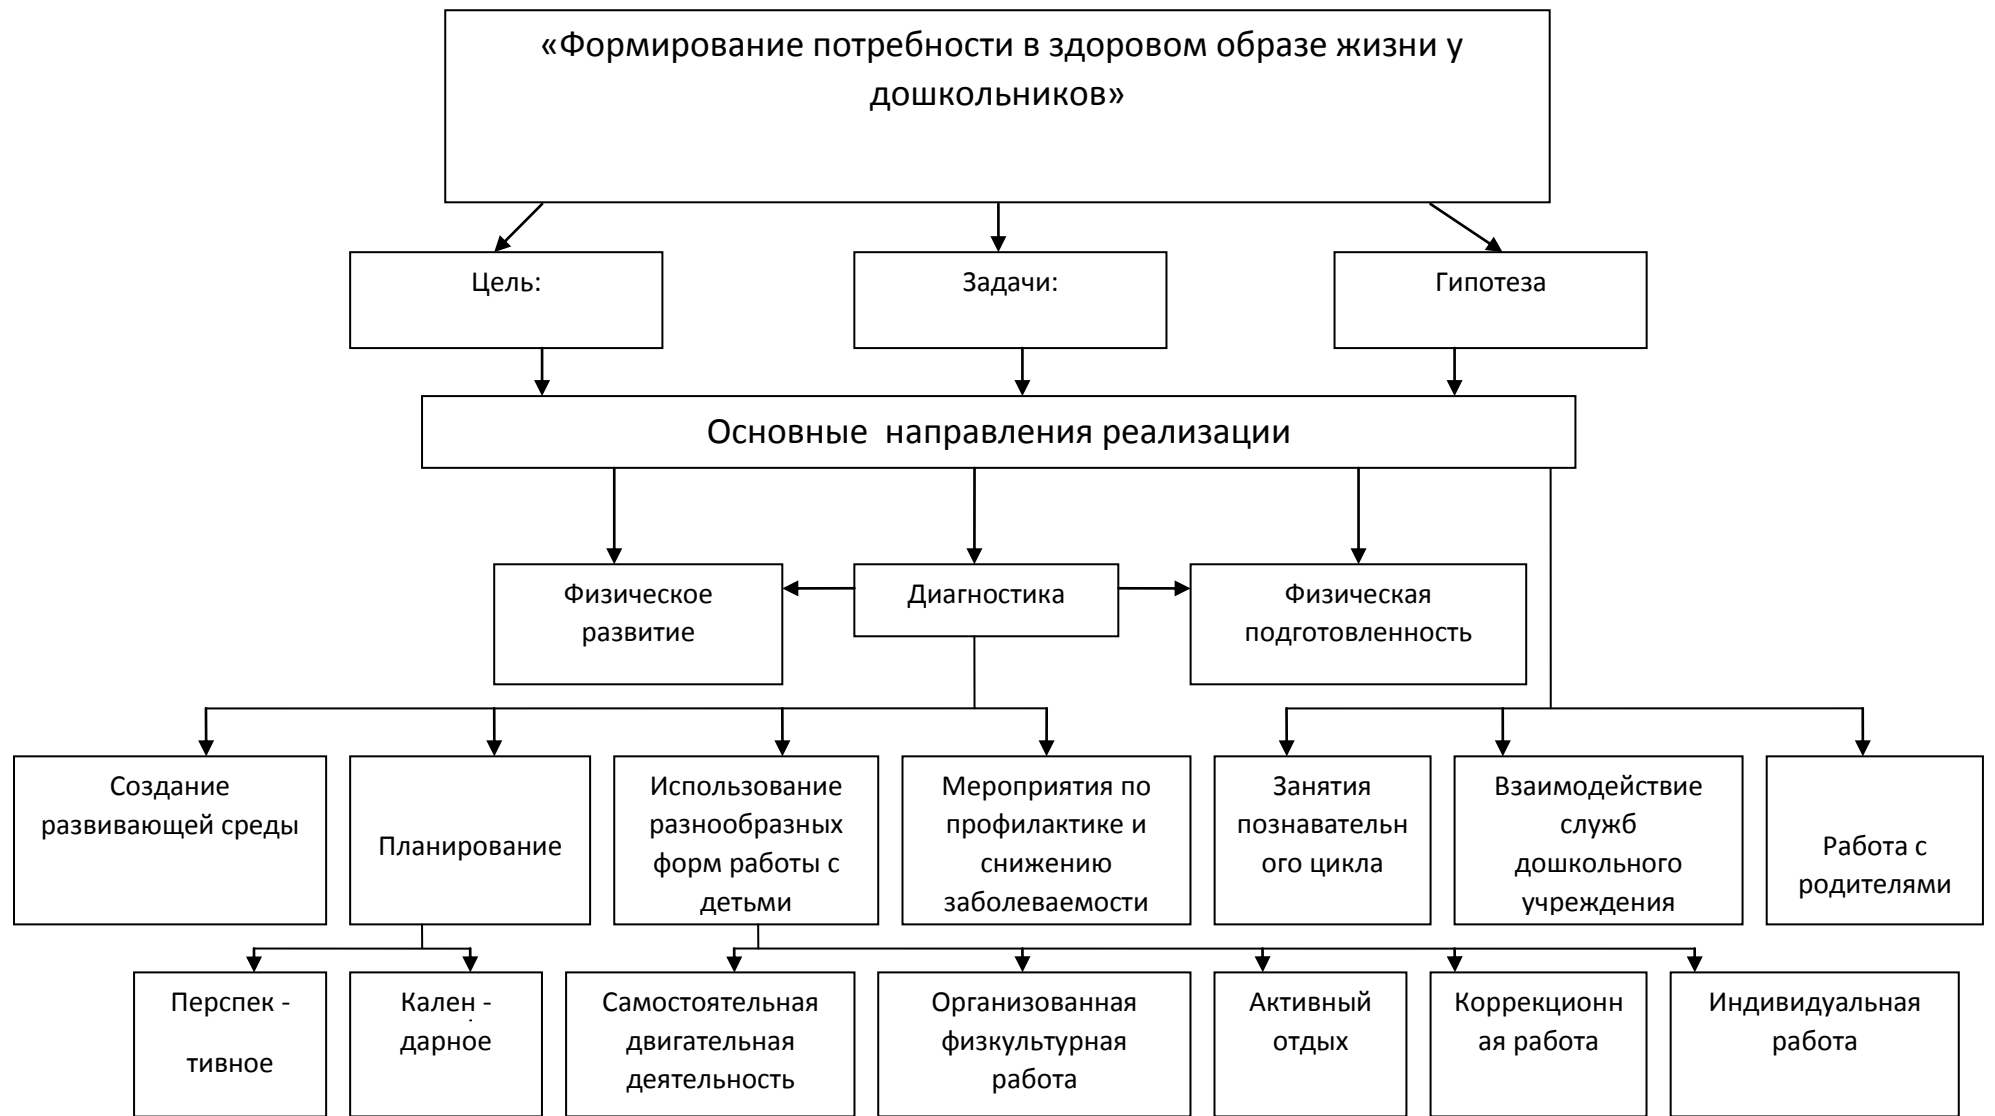 «Формирование потребности в здоровом образе жизни у
дошкольников»
Цель:
Задачи:
Гипотеза
Основные  направления реализации
Физическое
развитие
Диагностика
Физическая
подготовленность
Создание
развивающей среды
Планирование
Использование
разнообразных
форм работы с
детьми
Мероприятия по
профилактике и
снижению
заболеваемости
Занятия
познавательн
ого цикла
Взаимодействие
служб
дошкольного
учреждения
Работа с
родителями
Перспек -
тивное
Кален -
дарное
Самостоятельная
двигательная
деятельность
Организованная
физкультурная
работа
Активный
отдых
Коррекционн
ая работа
Индивидуальная
работа